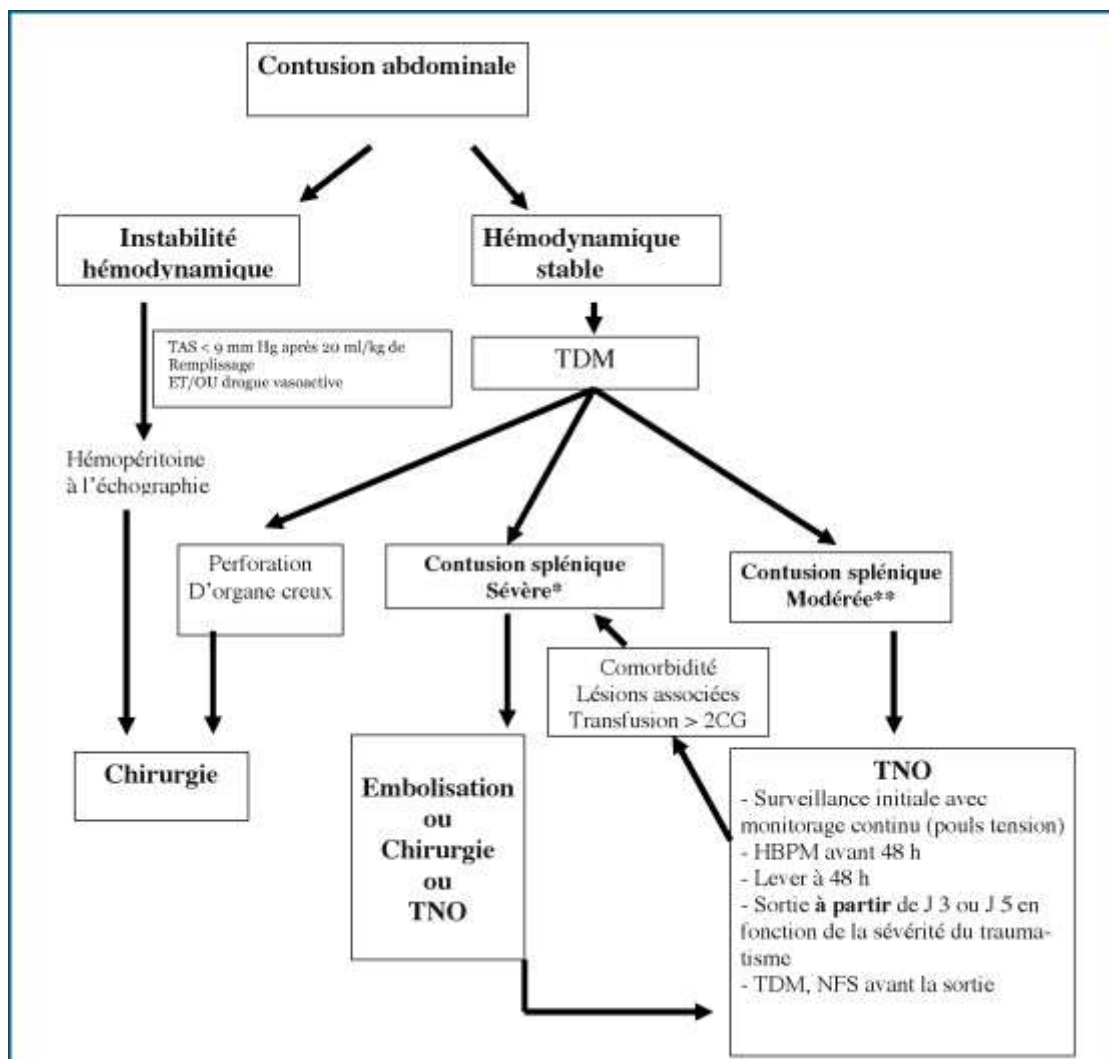 Contusion abdominale
Instabilité
hémodynamique
Hémodynamique
stable
TAS < 9 mm Hg après 20 ml/kg de
Remplissage
ET/OU drogue vasoactive
TDM
Hémopéritoine
à l'échographie
Perforation
D'organe creux
Contusion splénique
Sévère*
Contusion splénique
Modérée**
Comorbidité
Lésions associées
Transfusion > 2CG
Chirurgie
Embolisation
ou
Chirurgie
ou
TNO
TNO
- Surveillance initiale avec
monitorage continu (pouls tension)
- HBPM avant 48 h
- Lever à 48 h
- Sortie à partir de J 3 ou J 5 en
fonction de la sévérité du trauma-
tisme
- TDM, NFS avant la sortie